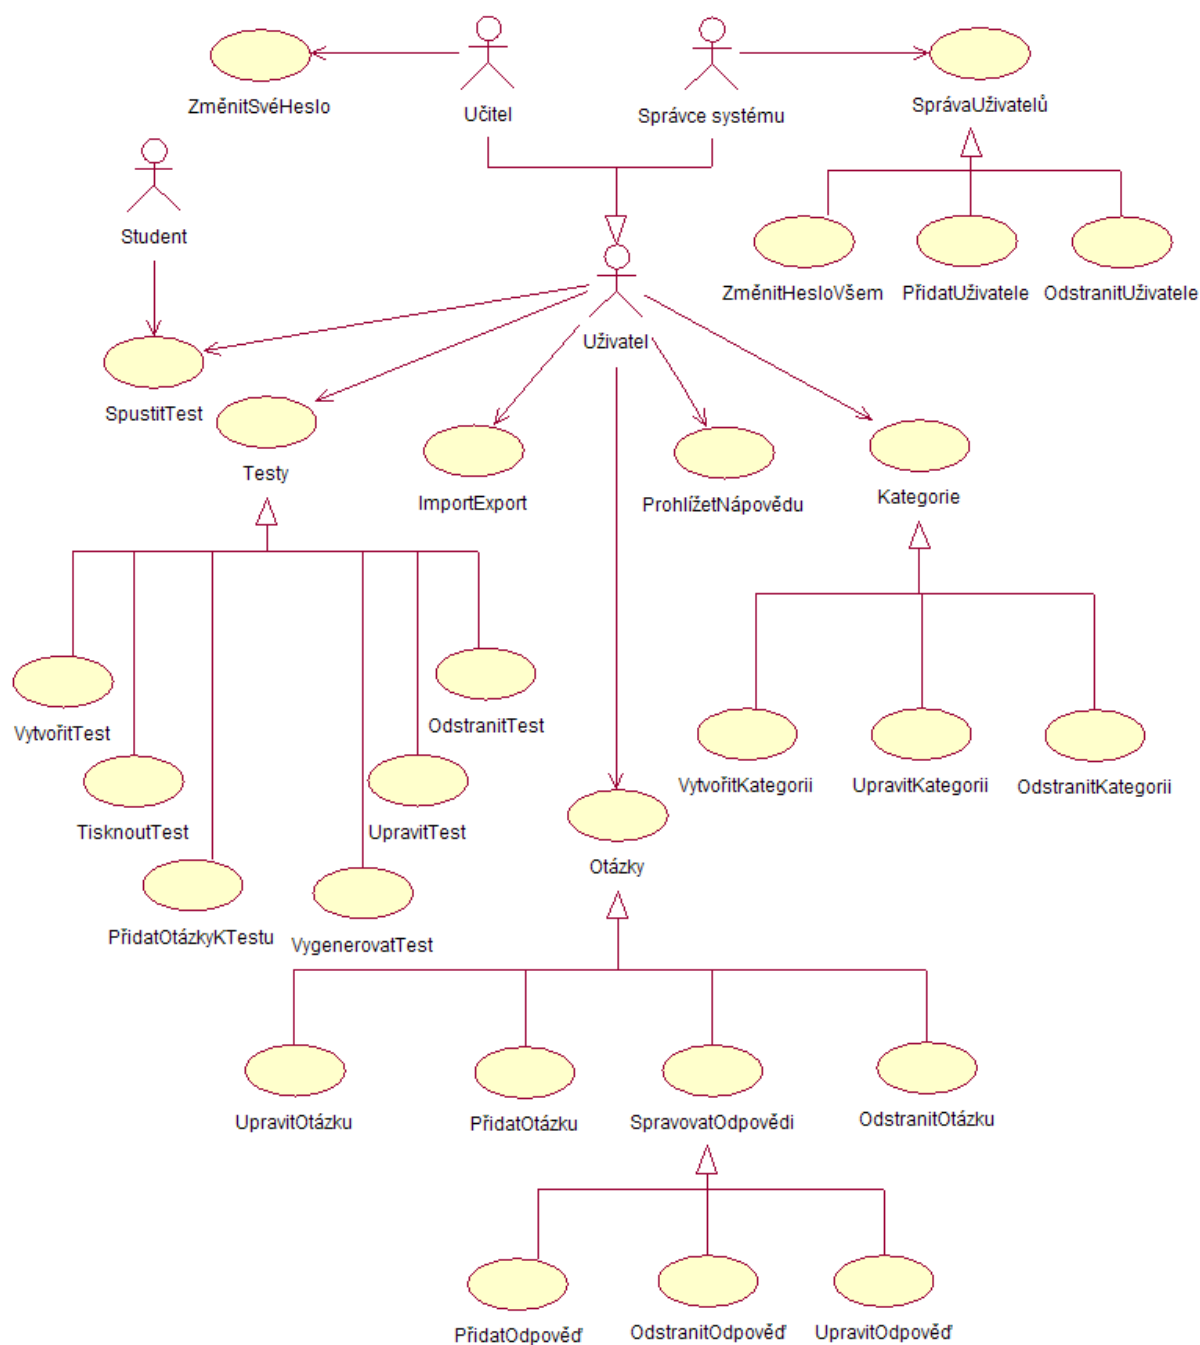 ZměnitSvéHeslo
Učitel
Správce systému
SprávaUživatelů
Student
ZměnitHesloVšem
PřidatUživatele
OdstranitUživatele
Uživatel
SpustitTest
Testy
ImportExport
ProhlížetNápovědu
Kategorie
VytvořitTest
OdstranitTest
VytvořitKategorii
UpravitKategorii
OdstranitKategorii
TisknoutTest
UpravitTest
Otázky
PřidatOtázkyKTestu
VygenerovatTest
UpravitOtázku
PřidatOtázku
SpravovatOdpovědi
OdstranitOtázku
PřidatOdpověď
OdstranitOdpověď
UpravitOdpověď